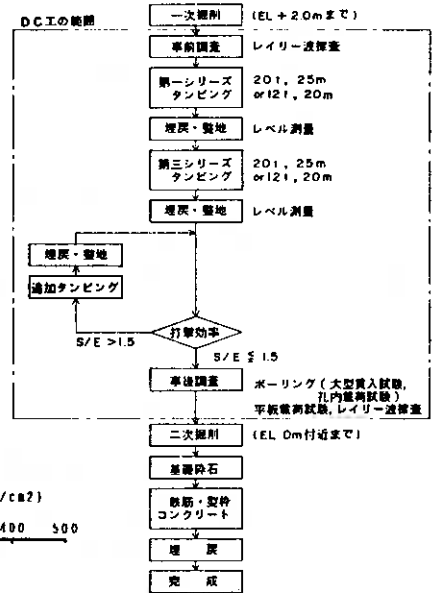 DC工の範囲
一次掘削 (EL+2.0mまで)
事前調査 レイリー波探査
第一シリーズ 20t, 25m
タンピング or12t, 20m
埋戻・整地 レベル測量
第三シリーズ 20t, 25m
タンピング or12t, 20m
埋戻・整地 レベル測量
埋戻・整地
追加タンピング
打撃効率
S/E >1.5
S/E ≦ 1.5
事後調査 ボーリング(大型貫入試験,
孔内載荷試験)
平板載荷試験,レイリー波探査
二次掘削 (EL 0m付近まで)
基礎砕石
鉄筋・型枠
コンクリート
埋 戻
完 成
/cm2)
400 500